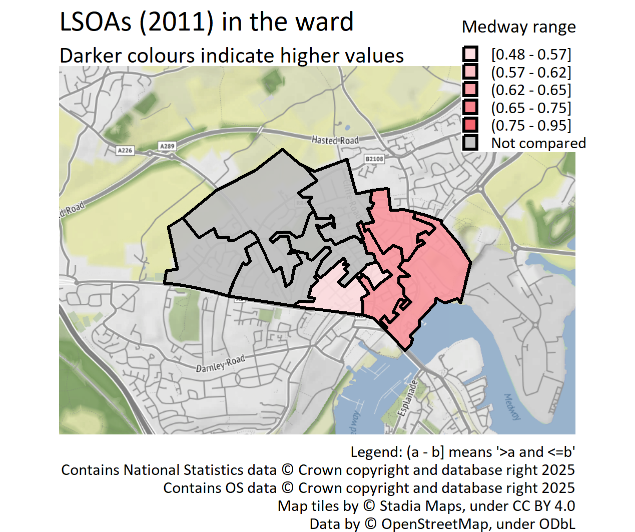 LSOAs (2011) in the ward
Darker colours indicate higher values
Medway range
[0.48 - 0.57]
(0.57 - 0.62]
(0.62 - 0.65]
(0.65 - 0.75]
(0.75 - 0.95]
Not compared
Hasted Road
A226
A289
B2108
d Road
Darnley Road
Esplanade
Medway
dway
Legend: (a - b] means '>a and <=b'
Contains National Statistics data © Crown copyright and database right 2025
Contains OS data © Crown copyright and database right 2025
Map tiles by © Stadia Maps, under CC BY 4.0
Data by © OpenStreetMap, under ODbL